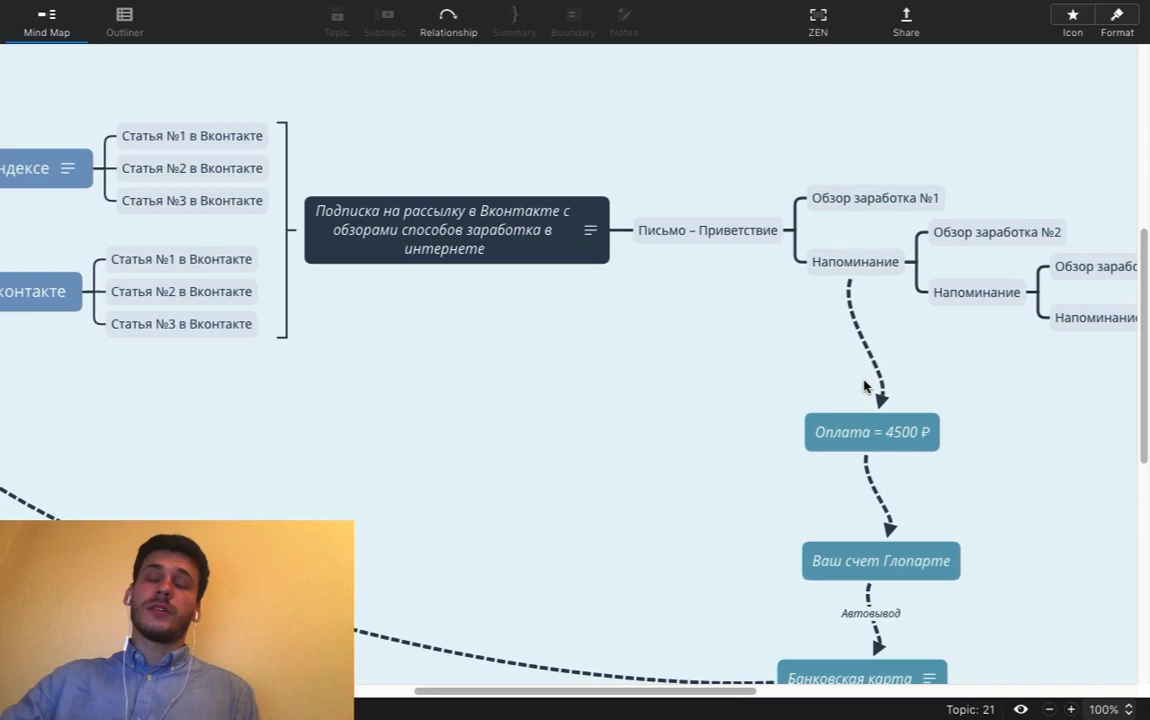 Mind Map
Outliner
Topic
Subtopic
Relationship
Summary
Boundary
Notes
ZEN
Share
Icon
Format
ндексе
Статья №1 в Вконтакте
Статья №2 в Вконтакте
Статья №3 в Вконтакте
контакте
Статья №1 в Вконтакте
Статья №2 в Вконтакте
Статья №3 в Вконтакте
Подписка на рассылку в Вконтакте с
обзорами способов заработка в
интернете
Письмо – Приветствие
Обзор заработка №1
Напоминание
Обзор заработка №2
Напоминание
Обзор зарабо
Напоминание
Оплата = 4500 ₽
Ваш счет Глопарте
Автовывод
Банковская карта
Topic: 21
100%